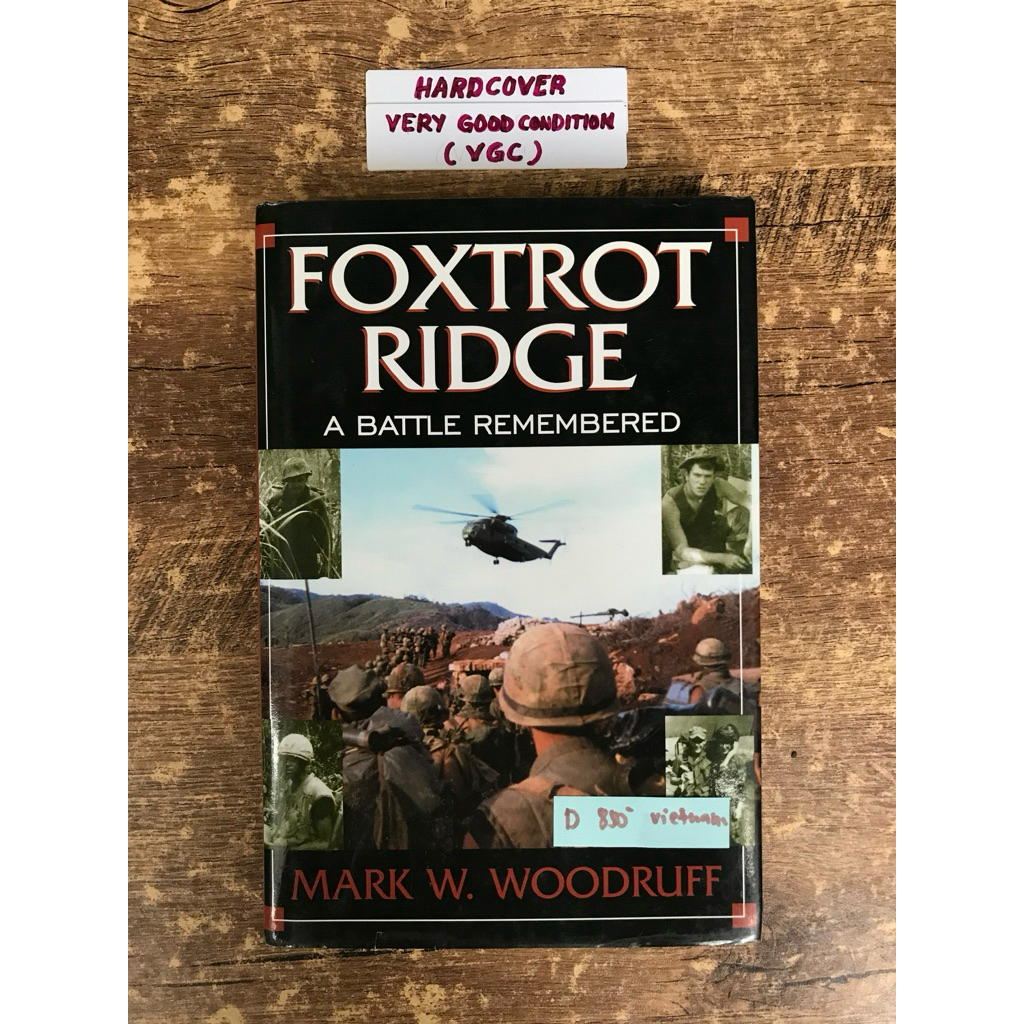 HARDCOVER
VERY GOOD CONDITION
(VGC)
FOXTROT
RIDGE
A BATTLE REMEMBERED
D 850 vietnam
MARK W. WOODRUFF